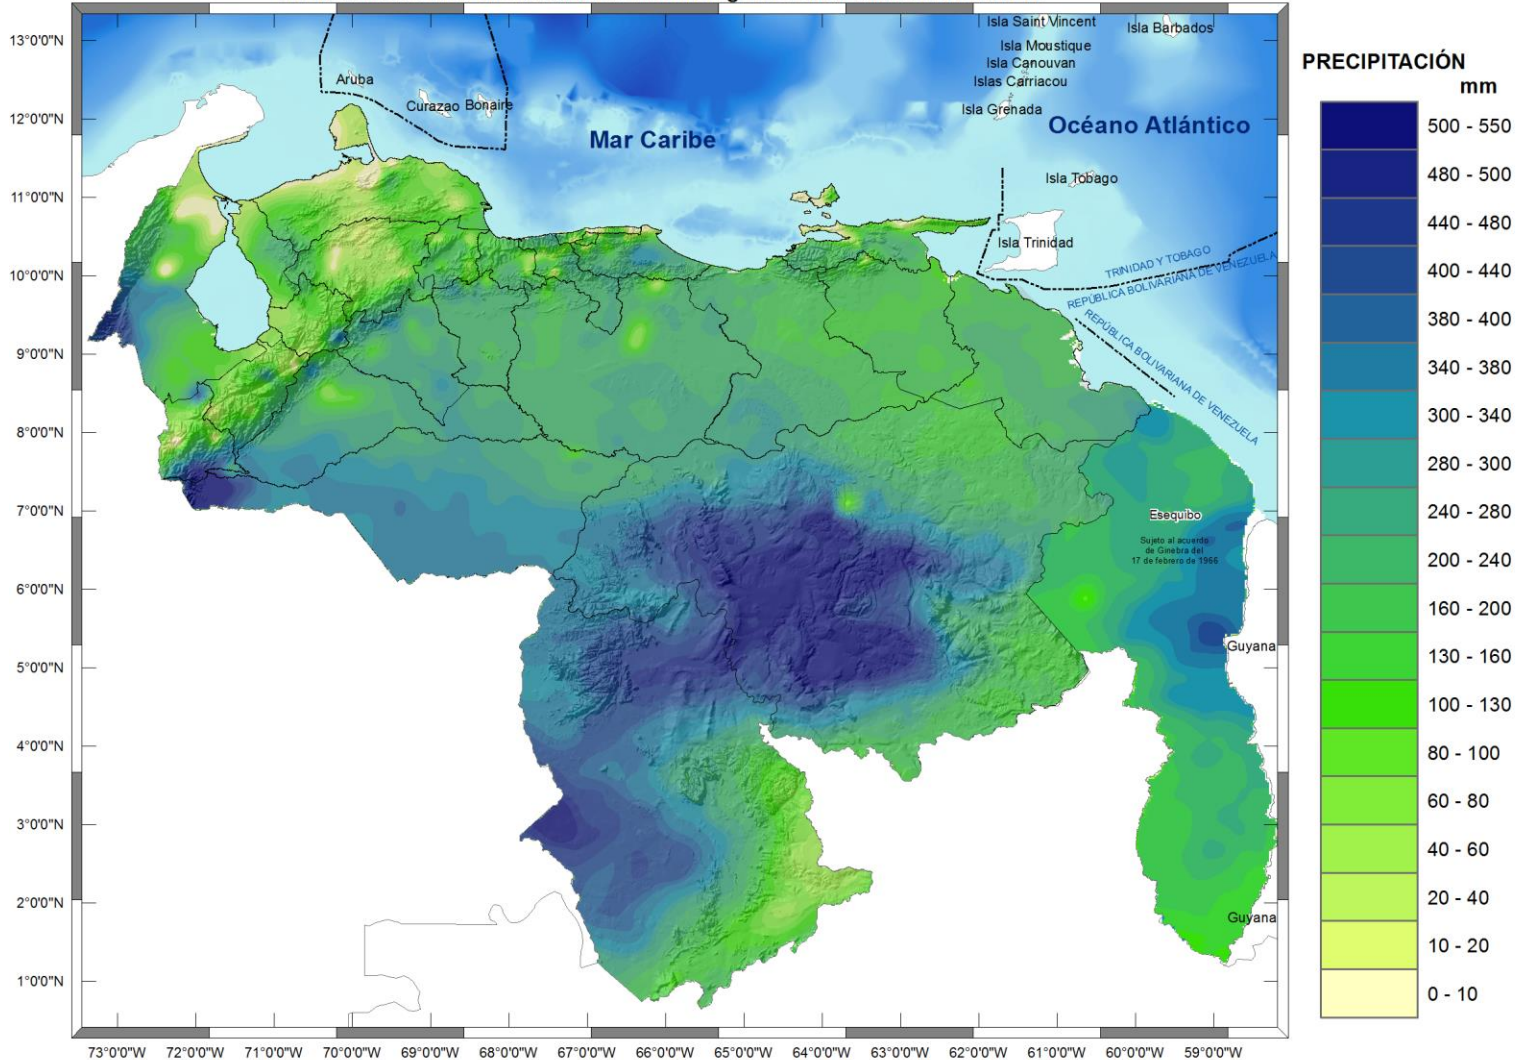 13°0'0"N
12°0'0"N
11°0'0"N
10°0'0"N
9°0'0"N
8°0'0"N
7°0'0"N
6°0'0"N
5°0'0"N
4°0'0"N
3°0'0"N
2°0'0"N
1°0'0"N
Aruba
Curazao
Bonaire
Mar Caribe
Isla Saint Vincent
Isla Barbados
Isla Moustique
Isla Canouvan
Islas Carriacou
Isla Grenada
Océano Atlántico
Isla Tobago
Isla Trinidad
TRINIDAD Y TOBAGO
REPÚBLICA BOLIVARIANA DE VENEZUELA
REPÚBLICA BOLIVARIANA DE VENEZUELA
Esequibo
Sujeto al acuerdo
de Ginebra del
17 de febrero de 1966
Guyana
Guyana
73°0'0"W
72°0'0"W
71°0'0"W
70°0'0"W
69°0'0"W
68°0'0"W
67°0'0"W
66°0'0"W
65°0'0"W
64°0'0"W
63°0'0"W
62°0'0"W
61°0'0"W
60°0'0"W
59°0'0"W
PRECIPITACIÓN
mm
500 - 550
480 - 500
440 - 480
400 - 440
380 - 400
340 - 380
300 - 340
280 - 300
240 - 280
200 - 240
160 - 200
130 - 160
100 - 130
80 - 100
60 - 80
40 - 60
20 - 40
10 - 20
0 - 10